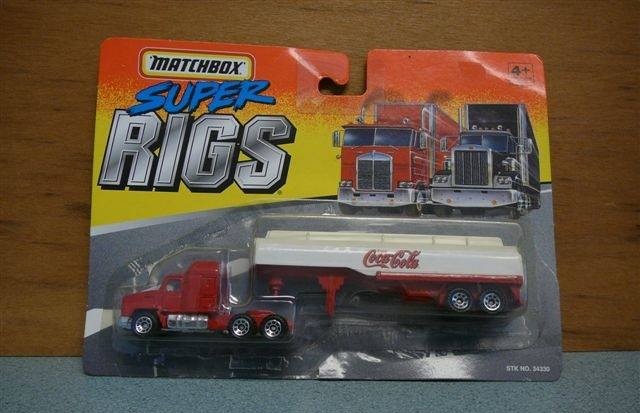 MATCHBOX
SUPER
RIGS
4+
Coca-Cola
STK NO. 34330